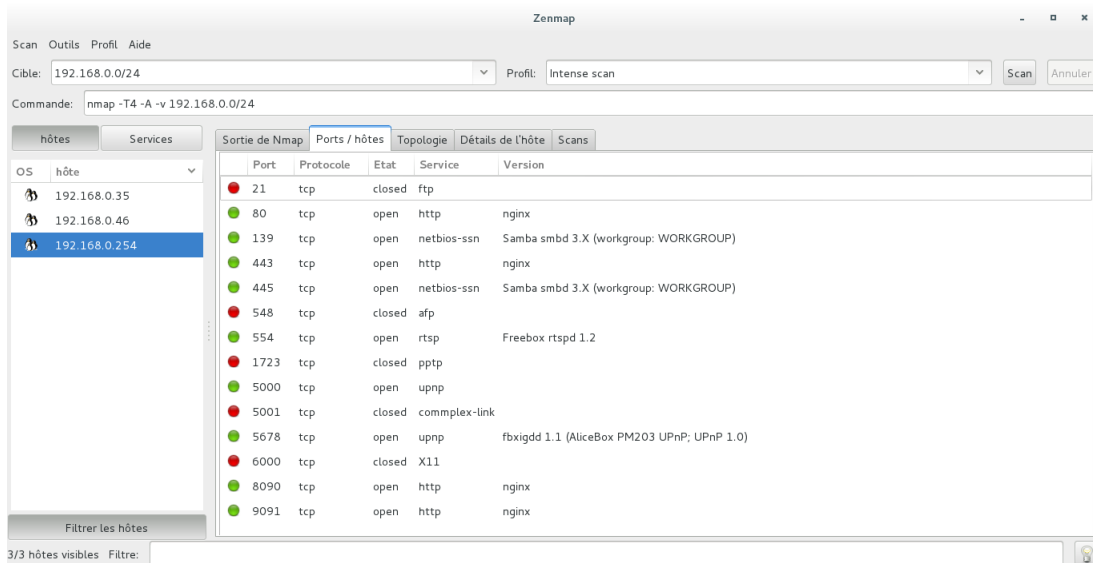 Zenmap
Scan Outils Profil Aide
Cible: 192.168.0.0/24 Profil: Intense scan Scan Annuler
Commande: nmap -T4 -A -v 192.168.0.0/24
hôtes Services Sortie de Nmap Ports / hôtes Topologie Détails de l'hôte Scans
OS hôte Port Protocole Etat Service Version
192.168.0.35
192.168.0.46
192.168.0.254
21 tcp closed ftp
80 tcp open http nginx
139 tcp open netbios-ssn Samba smbd 3.X (workgroup: WORKGROUP)
443 tcp open http nginx
445 tcp open netbios-ssn Samba smbd 3.X (workgroup: WORKGROUP)
548 tcp closed afp
554 tcp open rtsp Freebox rtspd 1.2
1723 tcp closed pptp
5000 tcp open upnp
5001 tcp closed commplex-link
5678 tcp open upnp fbxigdd 1.1 (AliceBox PM203 UPnP; UPnP 1.0)
6000 tcp closed X11
8090 tcp open http nginx
9091 tcp open http nginx
Filtrer les hôtes
3/3 hôtes visibles Filtre: